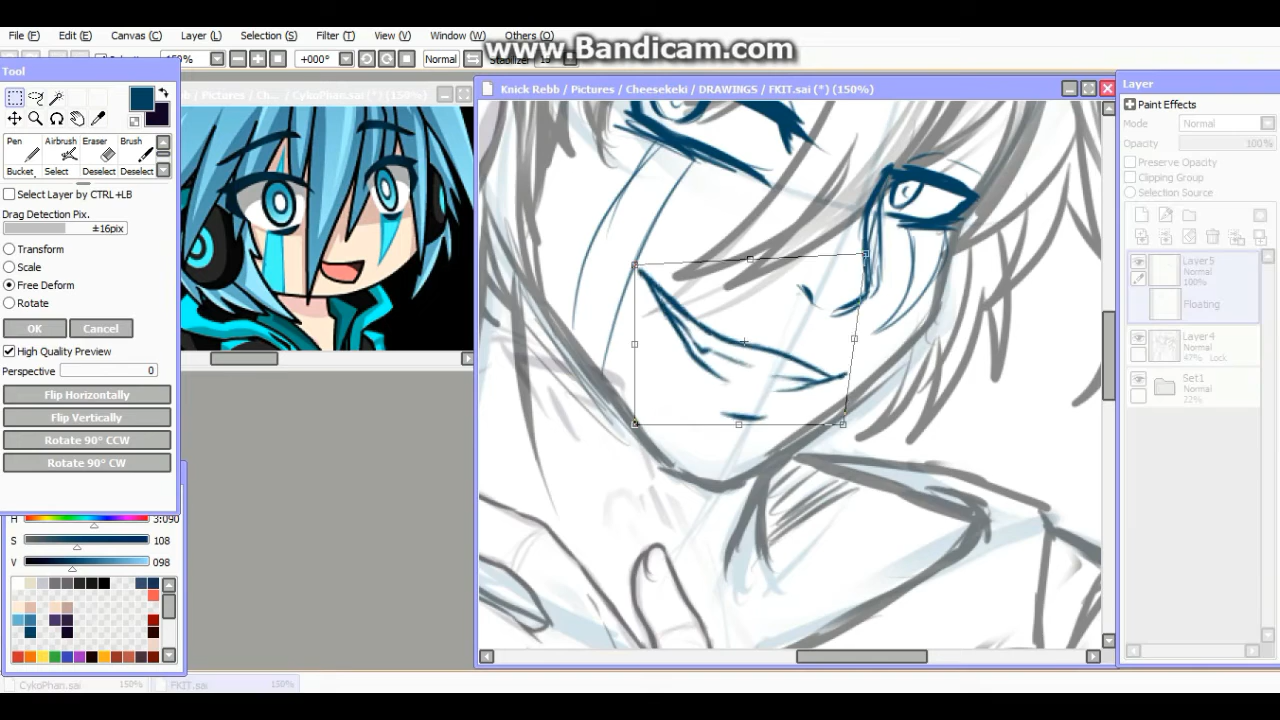 File (F) Edit (E) Canvas (C) Layer (L) Selection (S) Filter (T) View (V) Window (W) Others (O)
www.Bandicam.com
150% +000° Normal Stabilizer 15
Tool
Pen Airbrush Eraser Brush
Bucket Select Deselect Deselect
Select Layer by CTRL+LB
Drag Detection Pix.
±16pix
Transform
Scale
Free Deform
Rotate
OK Cancel
High Quality Preview
Perspective 0
Flip Horizontally
Flip Vertically
Rotate 90° CCW
Rotate 90° CW
H 3:090
S 108
V 098
b / Pictures / Ch... / CykoPhan.sai(*) (150%)
Knick Rebb / Pictures / Cheesekeki / DRAWINGS / FKIT.sai (*) (150%)
Layer
Paint Effects
Mode Normal
Opacity 100%
Preserve Opacity
Clipping Group
Selection Source
Layer5
Normal
100%
Floating
Layer4
Normal
47% Lock
Set1
Normal
22%
CykoPhan.sai 150% FKIT.sai 150%